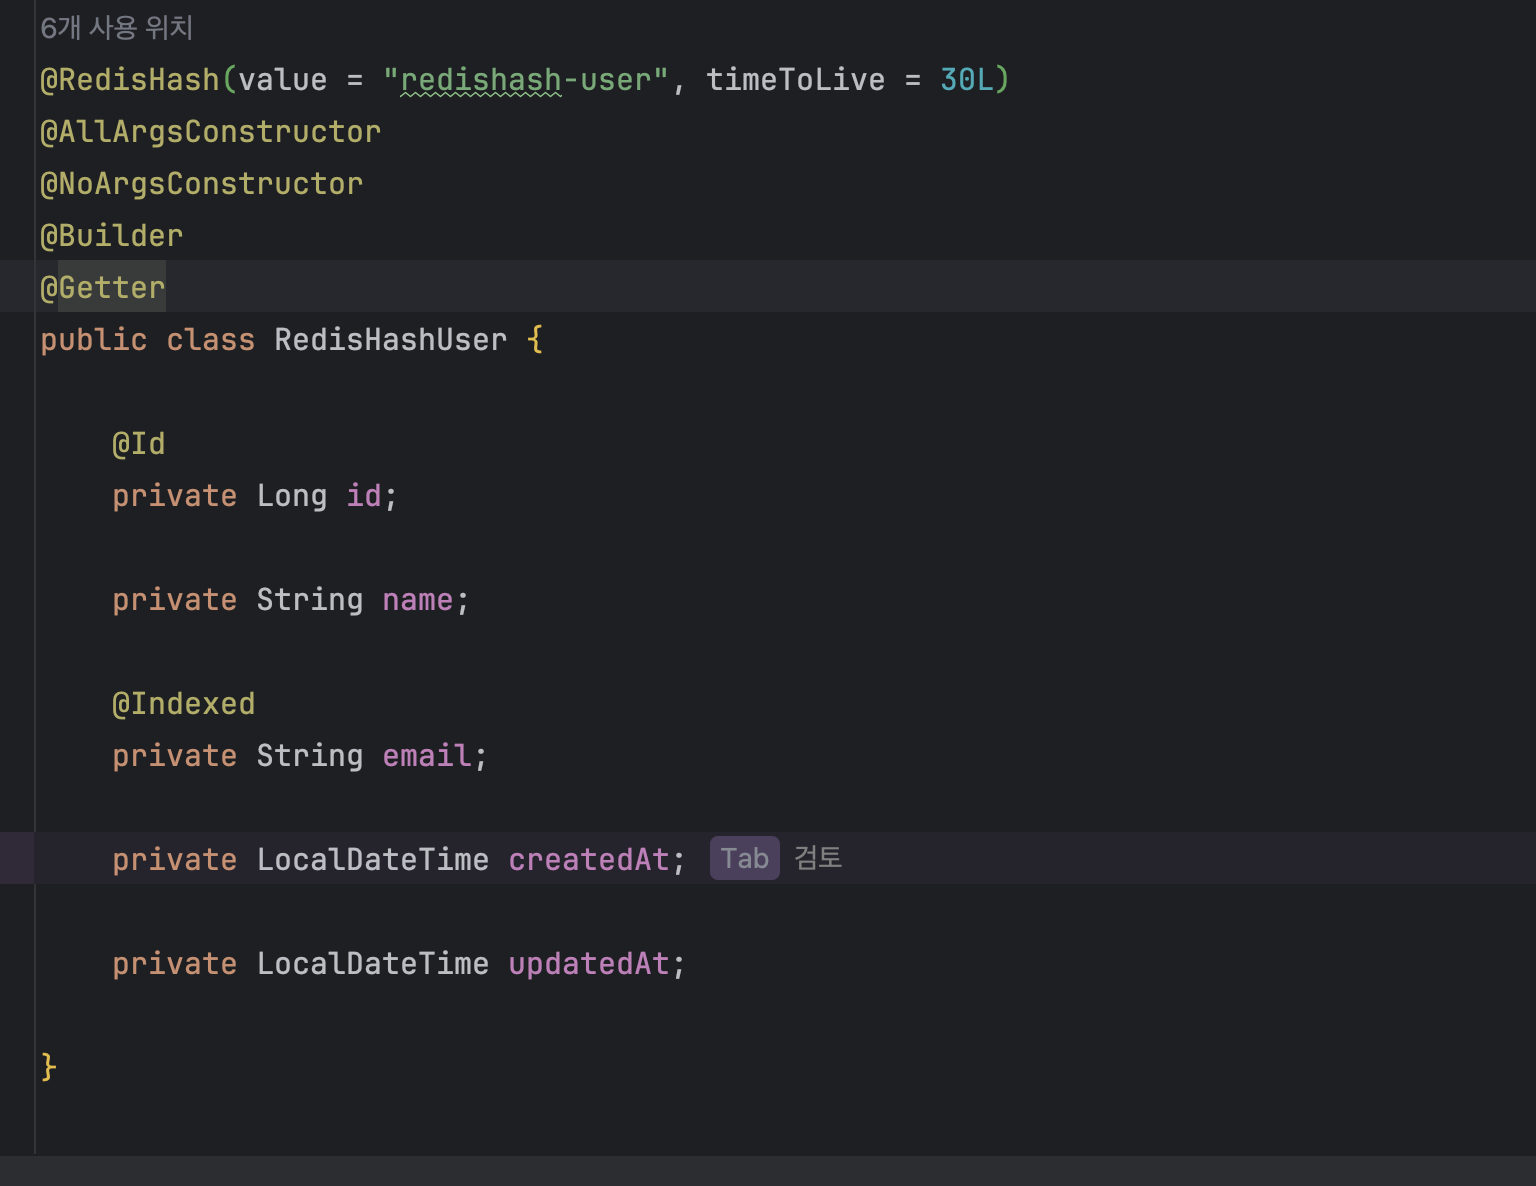 6개 사용 위치
@RedisHash(value = "redishash-user", timeToLive = 30L)
@AllArgsConstructor
@NoArgsConstructor
@Builder
@Getter
public class RedisHashUser {
@Id
private Long id;
private String name;
@Indexed
private String email;
private LocalDateTime createdAt; Tab 검토
private LocalDateTime updatedAt;
}